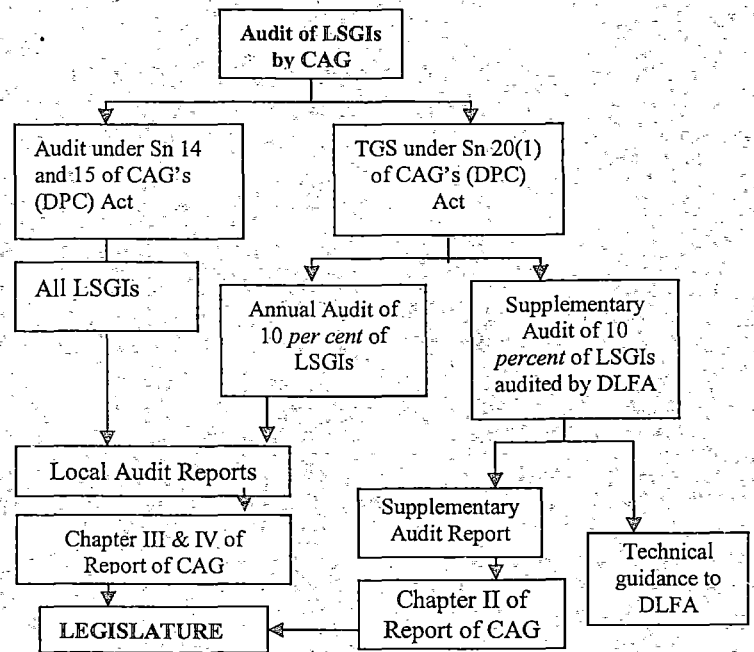 Audit of LSGIs
by CAG
Audit under Sn 14
and 15 of CAG's
(DPC) Act
TGS under Sn 20(1)
of CAG's (DPC)
Act
All LSGIs
Annual Audit of
10 per cent of
LSGIs
Supplementary
Audit of 10
percent of LSGIs
audited by DLFA
Local Audit Reports
Supplementary
Audit Report
Technical
guidance to
DLFA
Chapter III & IV of
Report of CAG
Chapter II of
Report of CAG
LEGISLATURE